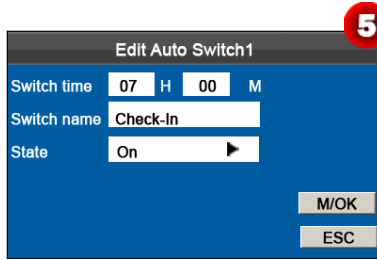 5
Edit Auto Switch1
Switch time 07 H 00 M
Switch name Check-In
State On
M/OK
ESC